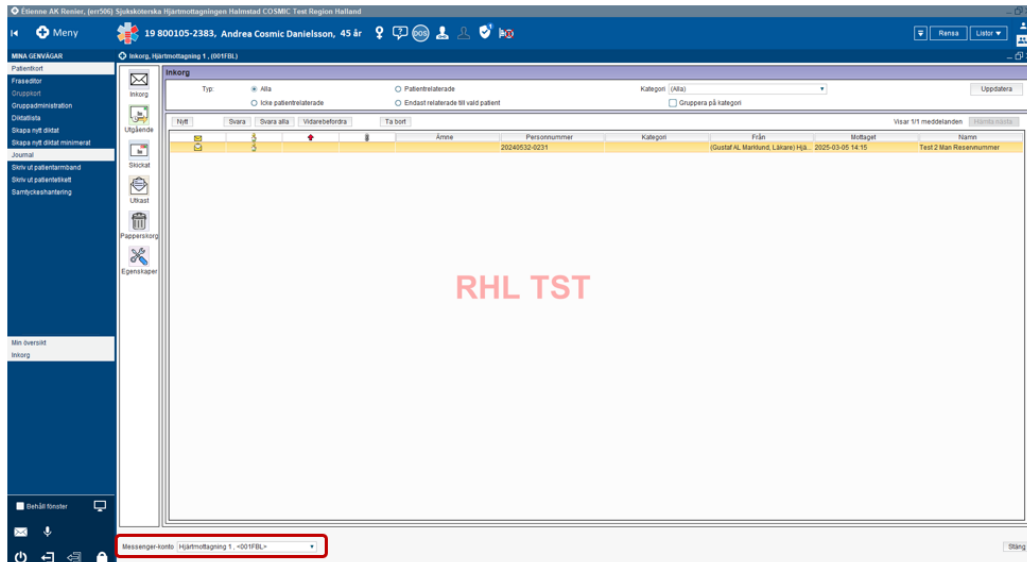 Étienne AK Reniec, (err506) Sjuksköterska Hjärtmottagningen Halmstad COSMIC Test Region Halland
Meny
19 800105-2383, Andrea Cosmic Danielsson, 45 år
Rensa
Listor
MINA GENVÄGAR
Patientkort
Fraseditor
Gruppkort
Gruppadministration
Diktatlista
Skapa nytt diktat
Skapa nytt diktat minimerat
Journal
Skriv ut patientarmband
Skriv ut patientetikett
Samtyckeshantering
Min översikt
Inkorg
Behåll fönster
Inkorg, Hjärtmottagning 1 , (001FBL)
Inkorg
Utgående
Skickat
Utkast
Papperskorg
Egenskaper
Inkorg
Typ: Alla Patientrelaterade Kategori (Alla) Uppdatera
Icke patientrelaterade Endast relaterade till vald patient Gruppera på kategori
Nytt Svara Svara alla Vidarebefordra Ta bort Visar 1/1 meddelanden Hämta nästa
Ämne Personnummer Kategori Från Mottaget Namn
20240532-0231 (Gustaf AL Marklund, Läkare) Hjä... 2025-03-05 14:15 Test 2 Man Reservnummer
RHL TST
Messenger-konto Hjärtmottagning 1 , <001FBL> Stäng